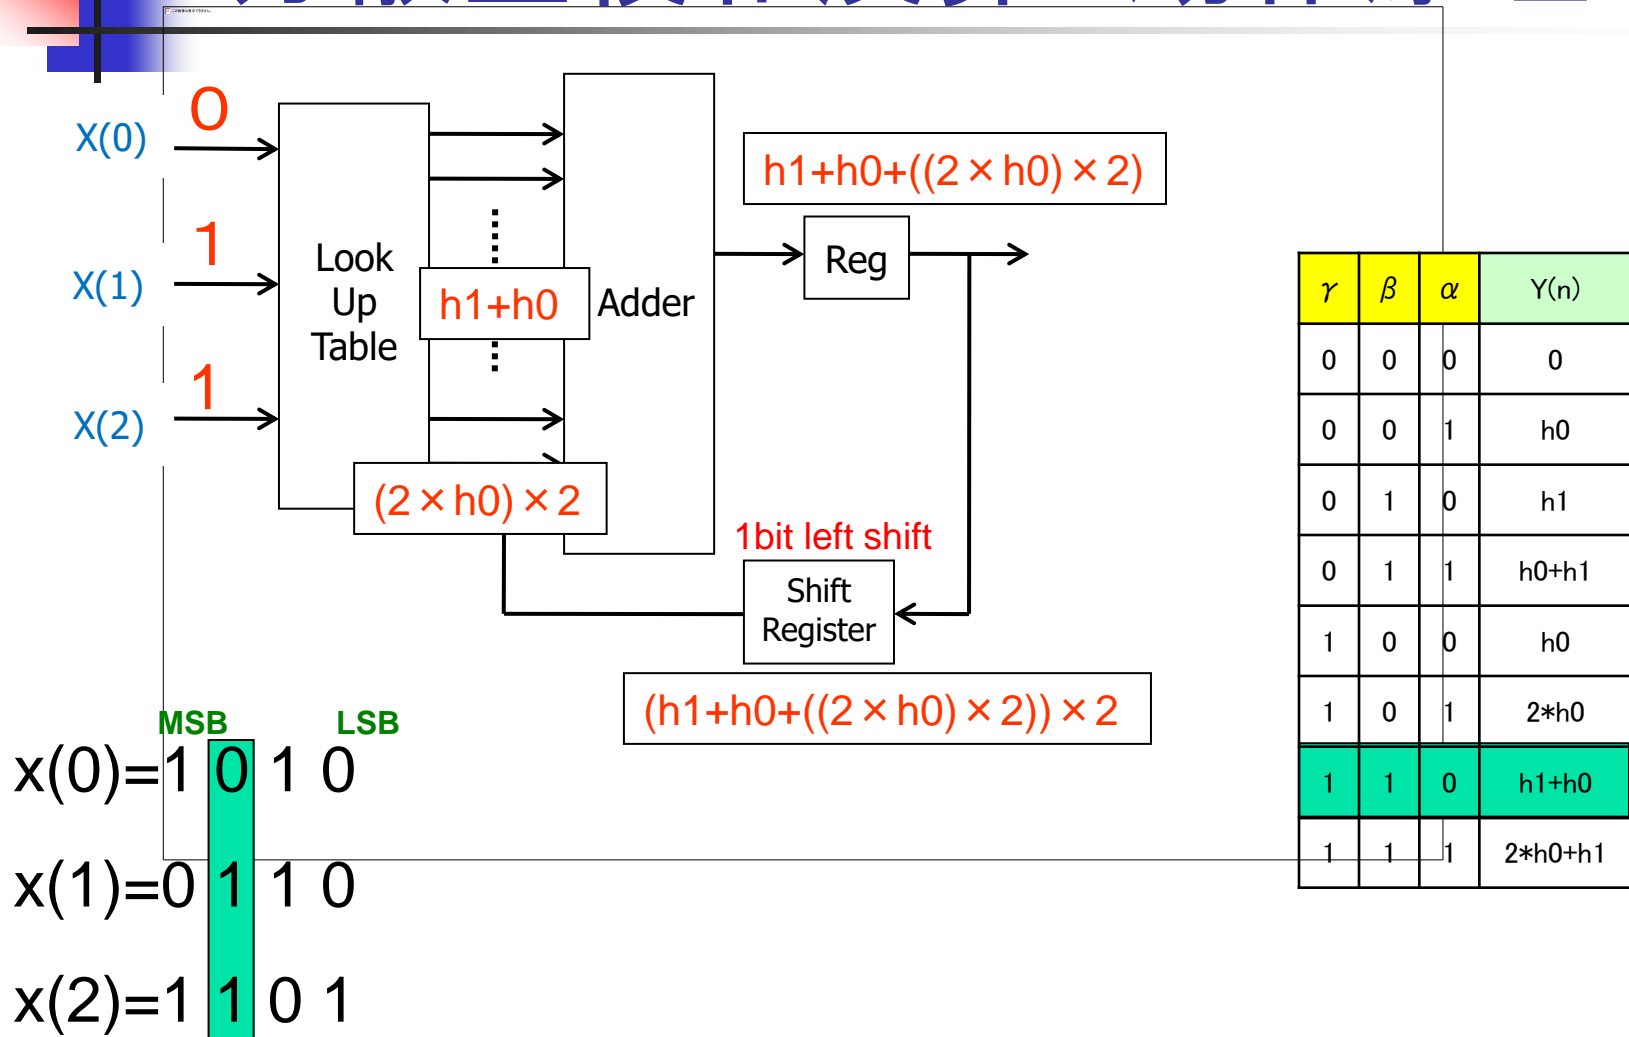 X(0)
0
X(1)
1
X(2)
1
Look
Up
Table
h1+h0
Adder
(2×h0)×2
h1+h0+((2×h0)×2)
Reg
1bit left shift
Shift
Register
(h1+h0+((2×h0)×2))×2
MSB LSB
x(0)=1 0 1 0
x(1)=0 1 1 0
x(2)=1 1 0 1
γ β α Y(n)
0 0 0 0
0 0 1 h0
0 1 0 h1
0 1 1 h0+h1
1 0 0 h0
1 0 1 2*h0
1 1 0 h1+h0
1 1 1 2*h0+h1